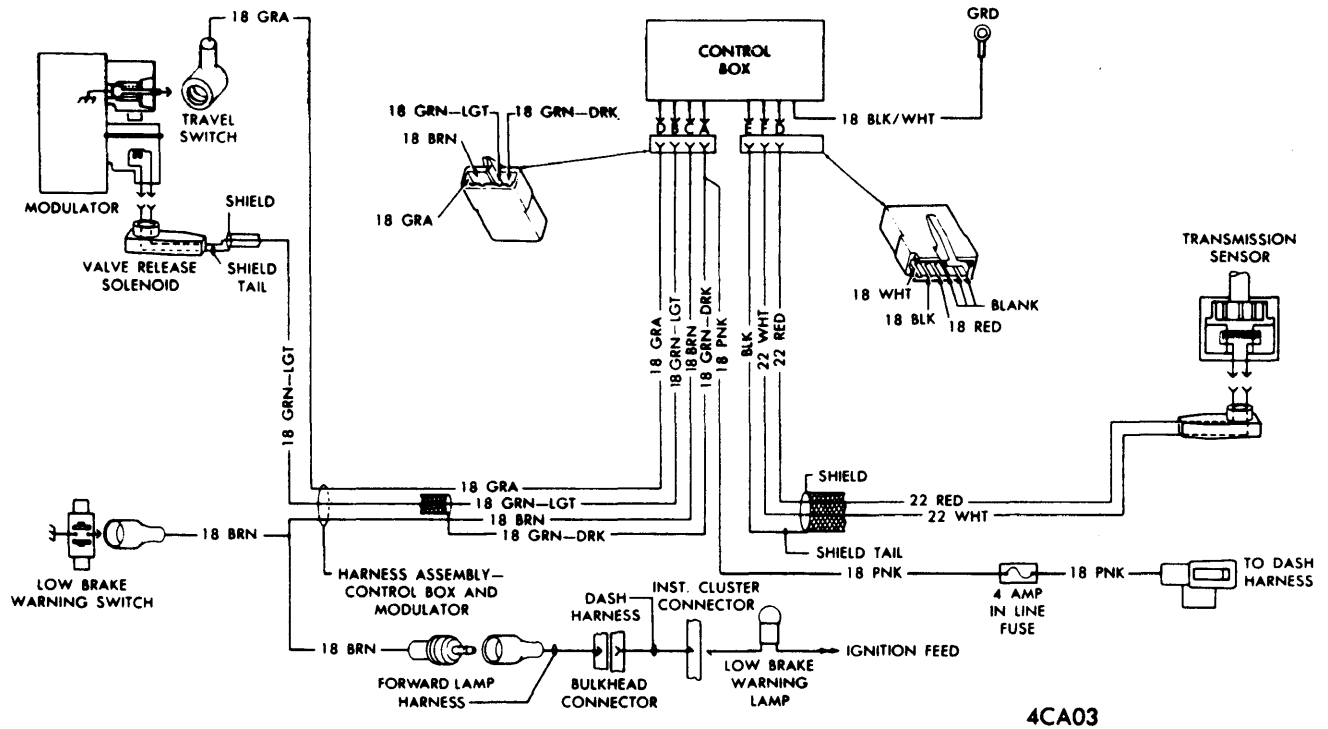 18 GRA
GRD
CONTROL
BOX
TRAVEL
SWITCH
18 GRN-LGT
18 GRN-DRK
18 BRN
18 BLK/WHT
D B C A
E F D
MODULATOR
SHIELD
18 GRA
VALVE RELEASE
SOLENOID
SHIELD
TAIL
TRANSMISSION
SENSOR
18 WHT
18 BLK
18 RED
BLANK
18 GRN-LGT
18 GRA
18 GRN-LGT
18 BRN
18 GRN-DRK
18 PNK
BLK
22 WHT
22 RED
18 GRA
18 GRN-LGT
18 BRN
18 GRN-DRK
SHIELD
22 RED
22 WHT
SHIELD TAIL
18 BRN
LOW BRAKE
WARNING SWITCH
HARNESS ASSEMBLY-
CONTROL BOX AND
MODULATOR
18 PNK
18 PNK
4 AMP
IN LINE
FUSE
TO DASH
HARNESS
DASH
HARNESS
INST. CLUSTER
CONNECTOR
18 BRN
FORWARD LAMP
HARNESS
BULKHEAD
CONNECTOR
LOW BRAKE
WARNING
LAMP
IGNITION FEED
4CA03